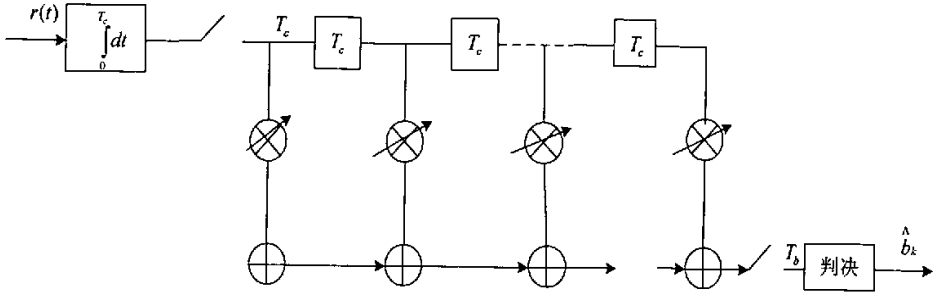 r(t)
∫₀^{T_c} dt
T_c
T_c
T_c
T_c
T_b
判决
b̂_k